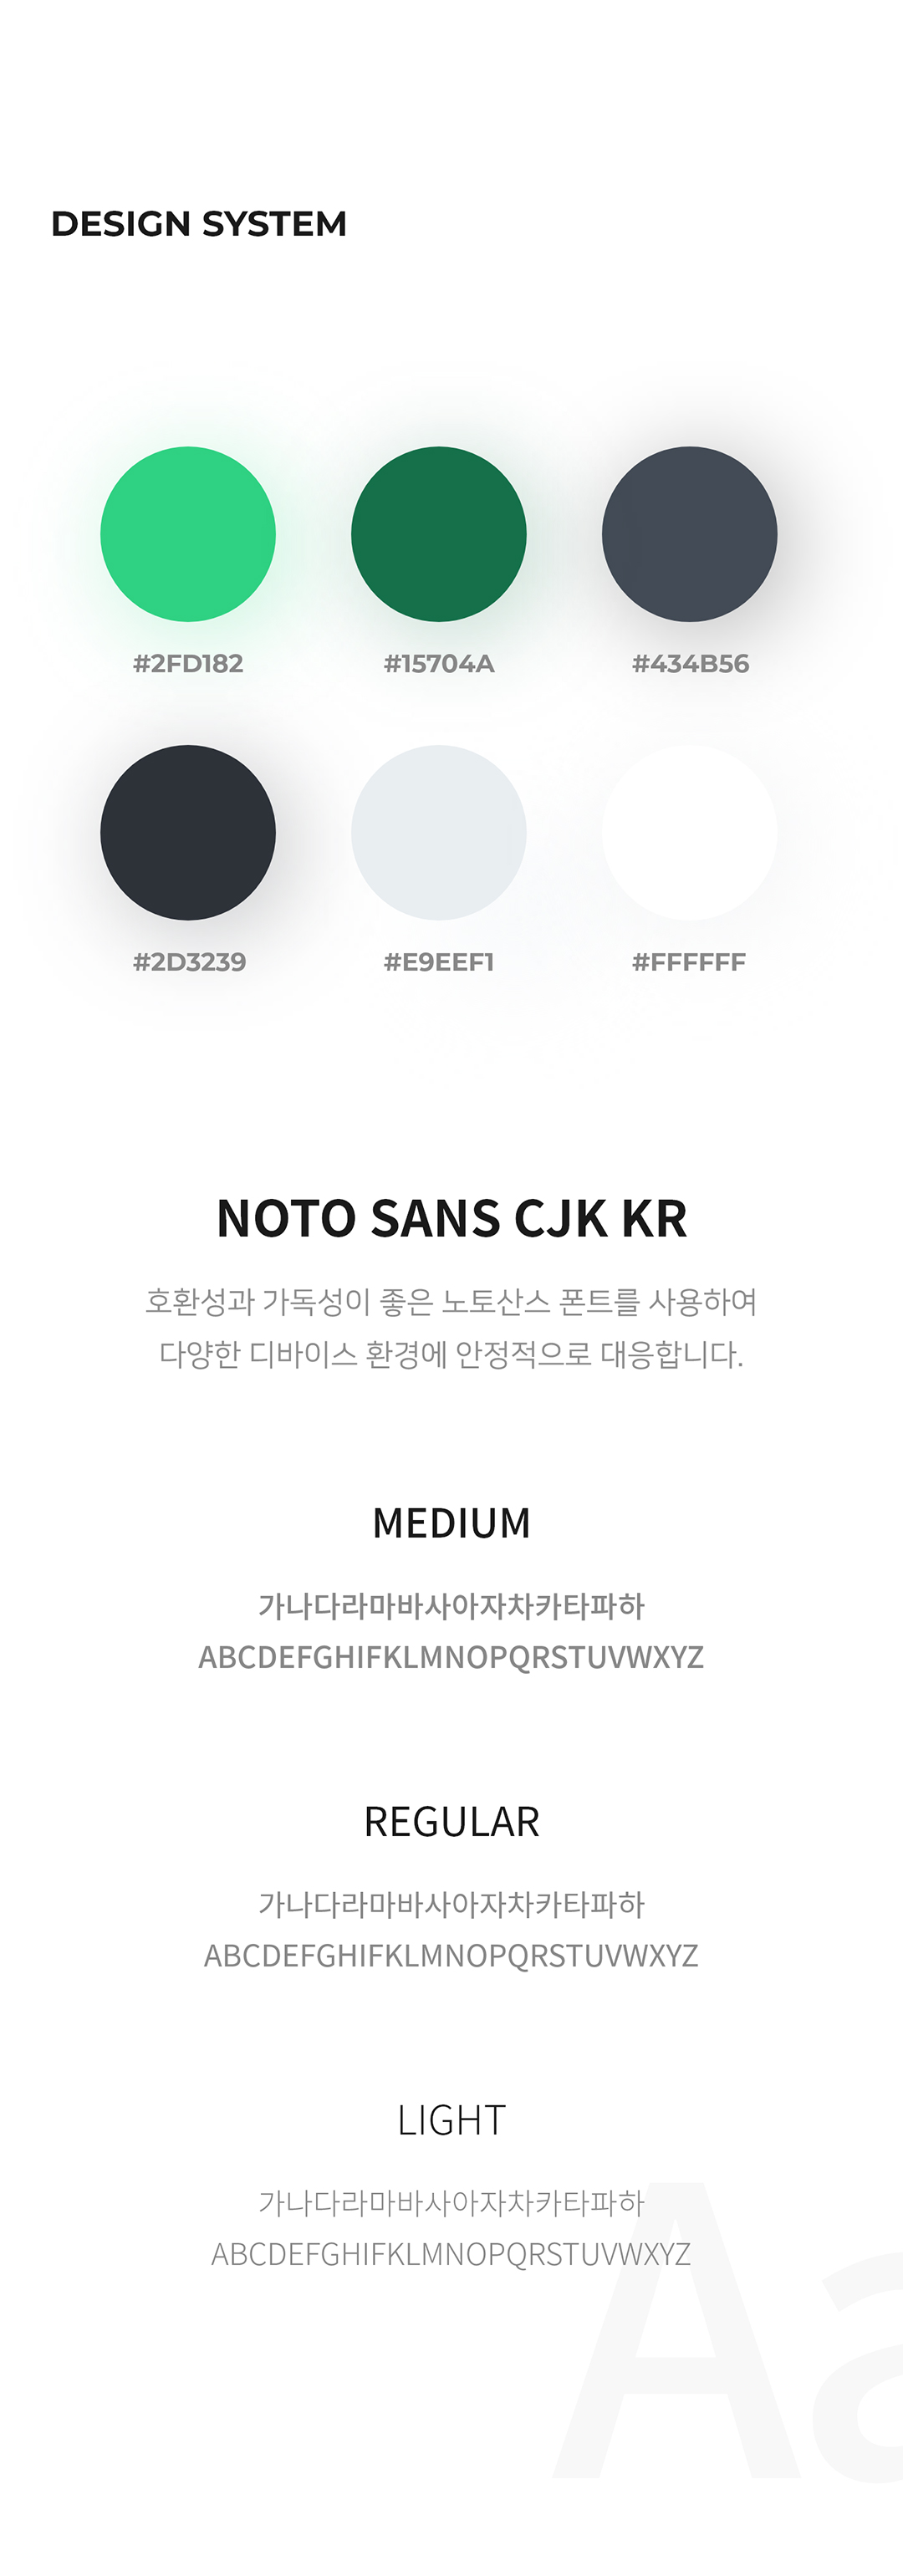 DESIGN SYSTEM
#2FD182
#15704A
#434B56
#2D3239
#E9EEF1
#FFFFFF
NOTO SANS CJK KR
호환성과 가독성이 좋은 노토산스 폰트를 사용하여
다양한 디바이스 환경에 안정적으로 대응합니다.
MEDIUM
가나다라마바사아자차카타파하
ABCDEFGHIFKLMNOPQRSTUVWXYZ
REGULAR
가나다라마바사아자차카타파하
ABCDEFGHIFKLMNOPQRSTUVWXYZ
LIGHT
가나다라마바사아자차카타파하
ABCDEFGHIFKLMNOPQRSTUVWXYZ
Aa